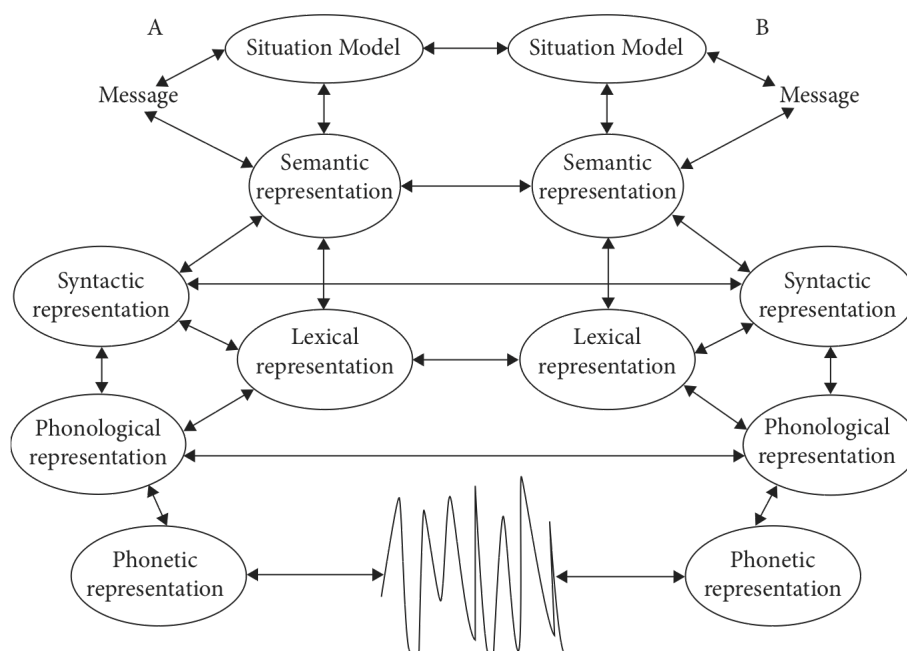 A B
Situation Model Situation Model
Message Message
Semantic Semantic
representation representation
Syntactic Syntactic
representation representation
Lexical Lexical
representation representation
Phonological Phonological
representation representation
Phonetic Phonetic
representation representation